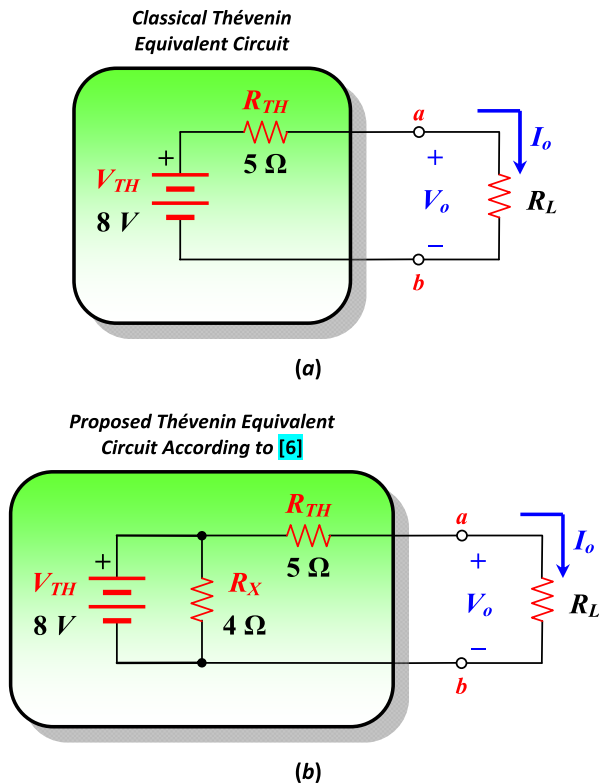 Classical Thévenin
Equivalent Circuit
R_TH
5 Ω
+
V_TH
8 V
a
+
V_o
−
b
I_o
R_L
(a)
Proposed Thévenin Equivalent
Circuit According to [6]
R_TH
5 Ω
+
V_TH
8 V
R_X
4 Ω
a
+
V_o
−
b
I_o
R_L
(b)